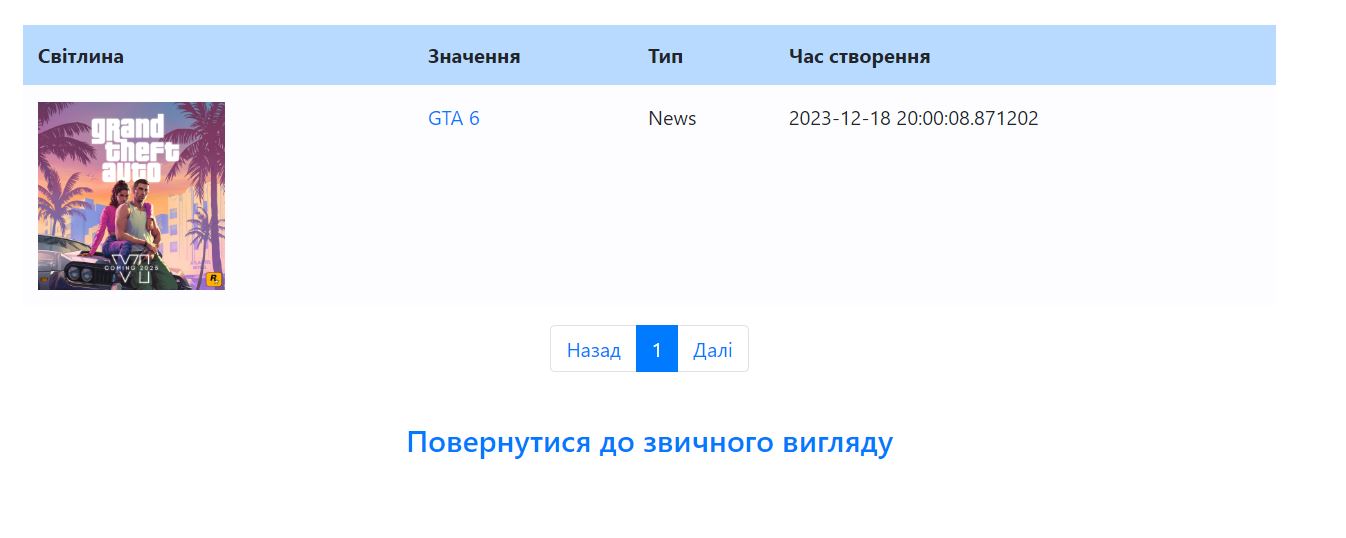 Світлина Значення Тип Час створення
grand
theft
auto
VI
COMING 2025
R
GTA 6 News 2023-12-18 20:00:08.871202
Назад 1 Далі
Повернутися до звичного вигляду